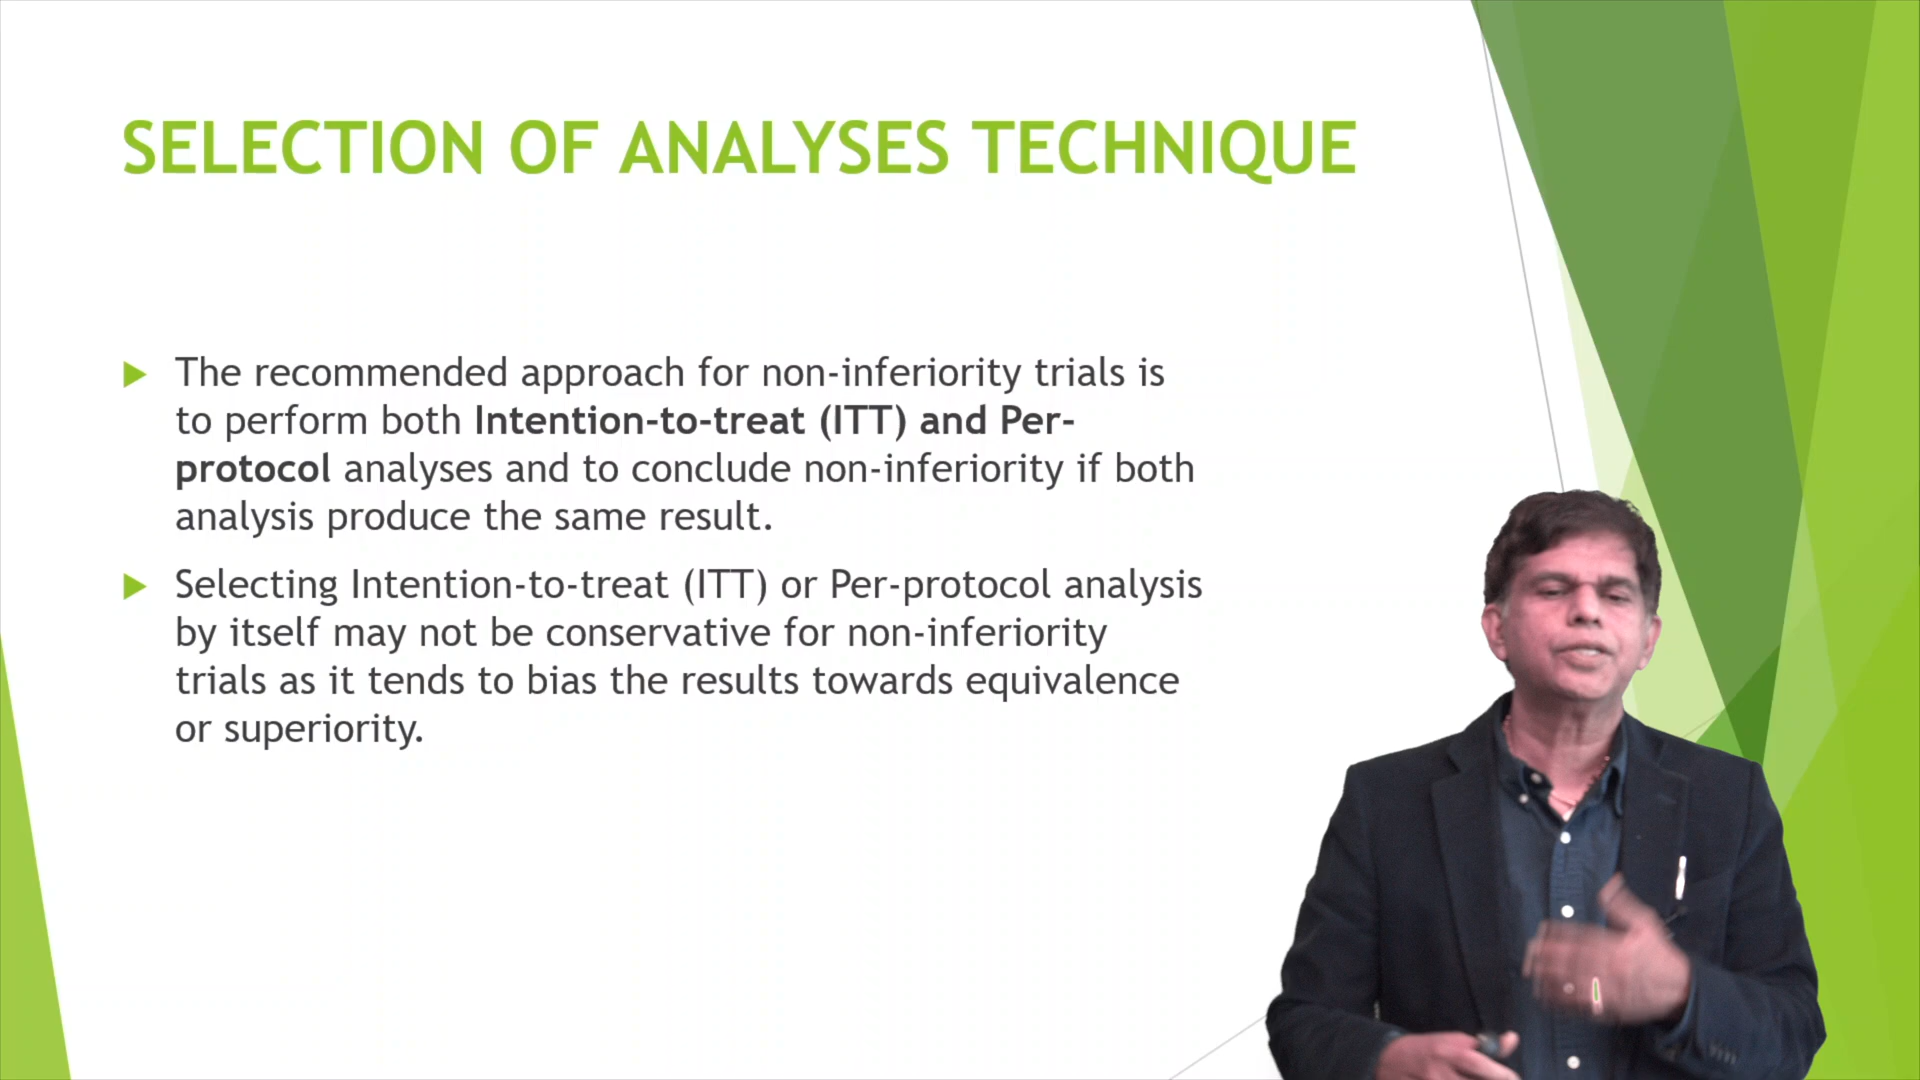 SELECTION OF ANALYSES TECHNIQUE
The recommended approach for non-inferiority trials is
to perform both Intention-to-treat (ITT) and Per-
protocol analyses and to conclude non-inferiority if both
analysis produce the same result.
Selecting Intention-to-treat (ITT) or Per-protocol analysis
by itself may not be conservative for non-inferiority
trials as it tends to bias the results towards equivalence
or superiority.